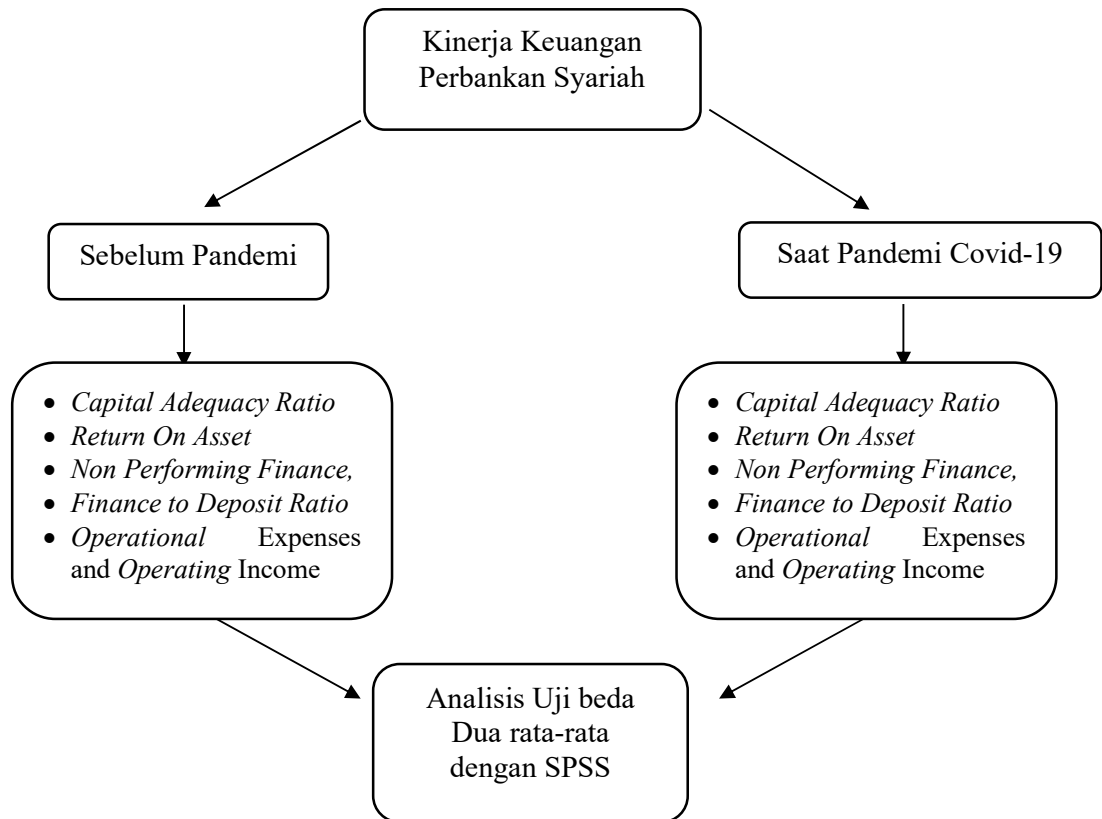 Kinerja Keuangan
Perbankan Syariah
Sebelum Pandemi
Saat Pandemi Covid-19
• Capital Adequacy Ratio
• Return On Asset
• Non Performing Finance,
• Finance to Deposit Ratio
• Operational Expenses
and Operating Income
• Capital Adequacy Ratio
• Return On Asset
• Non Performing Finance,
• Finance to Deposit Ratio
• Operational Expenses
and Operating Income
Analisis Uji beda
Dua rata-rata
dengan SPSS